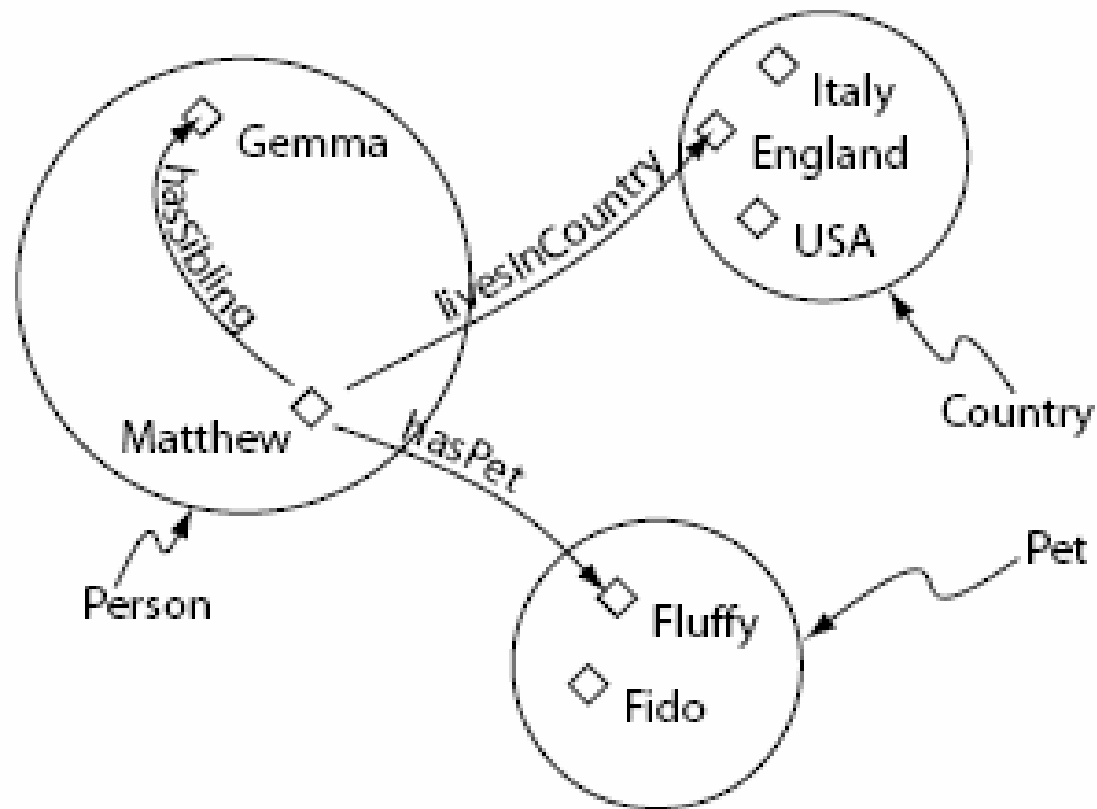 Italy
Gemma
England
hasSibling
livesInCountry
USA
Country
Matthew
hasPet
Pet
Person
Fluffy
Fido